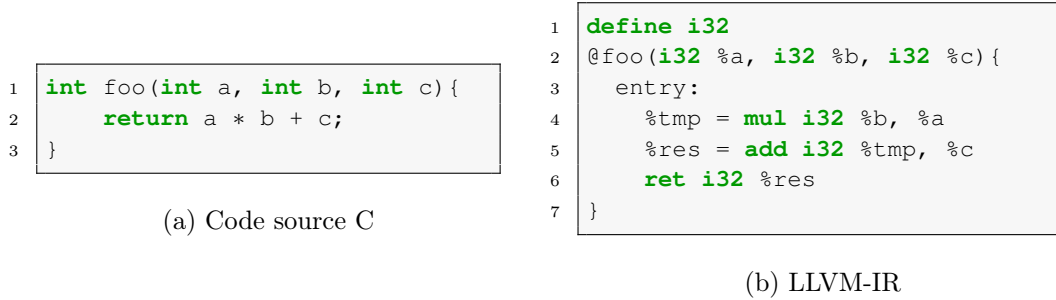 1 int foo(int a, int b, int c){
2 return a * b + c;
3 }
(a) Code source C
1 define i32
2 @foo(i32 %a, i32 %b, i32 %c){
3 entry:
4 %tmp = mul i32 %b, %a
5 %res = add i32 %tmp, %c
6 ret i32 %res
7 }
(b) LLVM-IR